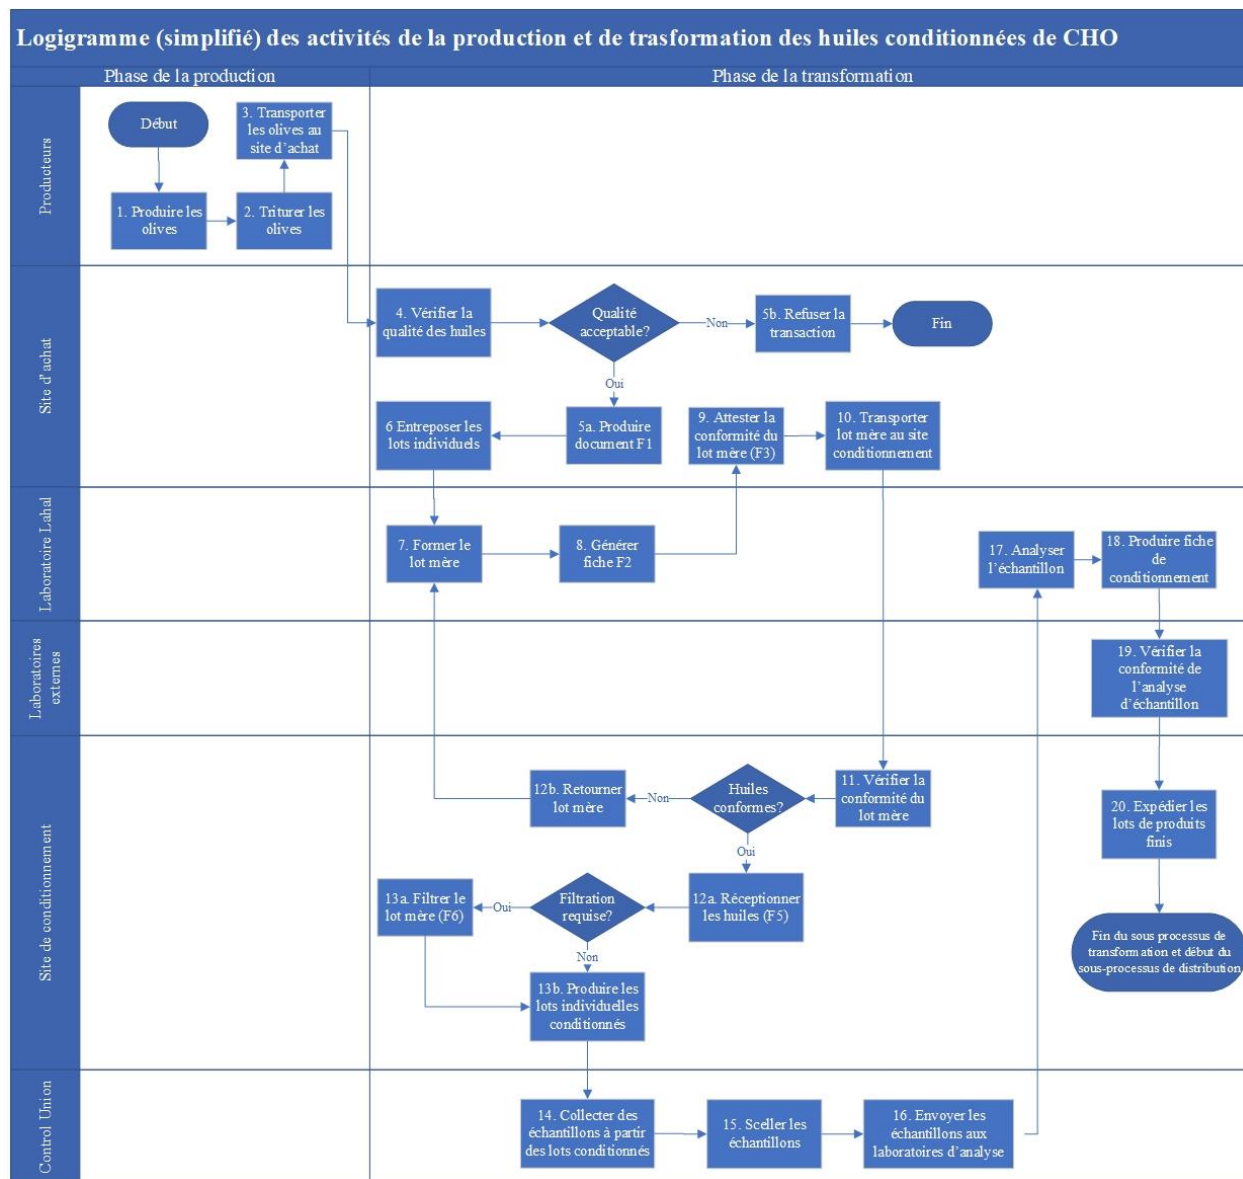 Logigramme (simplifié) des activités de la production et de trasformation des huiles conditionnées de CHO
Phase de la production
Phase de la transformation
Producteurs
Début
3. Transporter
les olives au
site d'achat
1. Produire les
olives
2. Triturer les
olives
Site d'achat
4. Vérifier la
qualité des huiles
Qualité
acceptable?
Non
5b. Refuser la
transaction
Fin
Oui
6 Entreposer les
lots individuels
5a. Produire
document F1
9. Attester la
conformité du
lot mère (F3)
10. Transporter
lot mère au site
conditionnement
Laboratoire Lahal
7. Former le
lot mère
8. Générer
fiche F2
17. Analyser
l'échantillon
18. Produire fiche
de
conditionnement
Laboratoires
externes
19. Vérifier la
conformité de
l'analyse
d'échantillon
Site de conditionnement
12b. Retourner
lot mère
Non
Huiles
conformes?
11. Vérifier la
conformité du
lot mère
Oui
20. Expédier les
lots de produits
finis
13a. Filtrer le
lot mère (F6)
Oui
Filtration
requise?
12a. Réceptionner
les huiles (F5)
Non
Fin du sous processus de
transformation et début du
sous-processus de distribution
13b. Produire les
lots individuelles
conditionnés
Control Union
14. Collecter des
échantillons à partir
des lots conditionnés
15. Sceller les
échantillons
16. Envoyer les
échantillons aux
laboratoires d'analyse